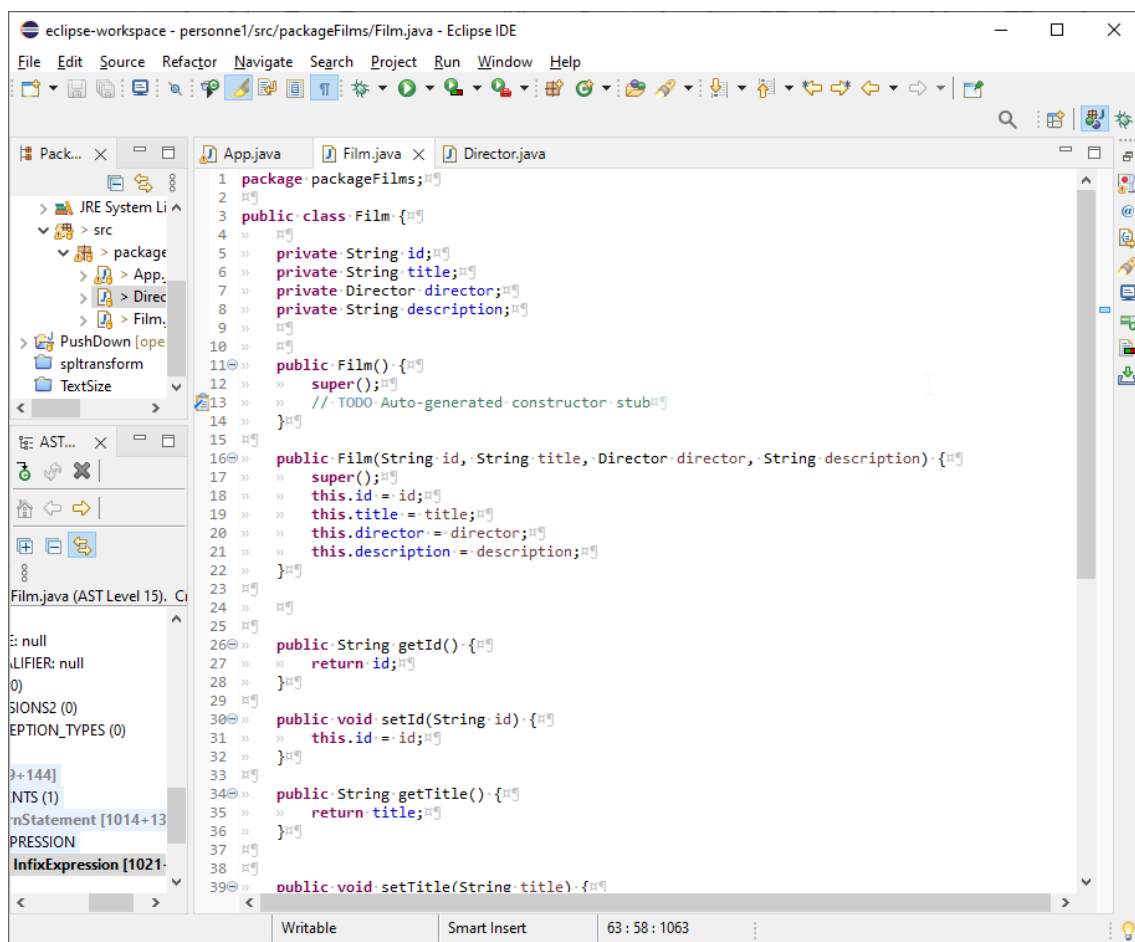 eclipse-workspace - personne1/src/packageFilms/Film.java - Eclipse IDE
File Edit Source Refactor Navigate Search Project Run Window Help
Pack...
JRE System Li
> src
> package
> App.
> Direc
> Film.
PushDown [ope
spltransform
TextSize
AST...
Film.java (AST Level 15). Cr
E: null
LIFIER: null
0)
SIONS2 (0)
EPTION_TYPES (0)
9+144]
NTS (1)
rnStatement [1014+13
PRESSION
InfixExpression [1021-
App.java Film.java Director.java
1 package packageFilms;
2
3 public class Film {
4
5 private String id;
6 private String title;
7 private Director director;
8 private String description;
9
10
11 public Film() {
12 super();
13 // TODO Auto-generated constructor stub
14 }
15
16 public Film(String id, String title, Director director, String description) {
17 super();
18 this.id = id;
19 this.title = title;
20 this.director = director;
21 this.description = description;
22 }
23
24
25
26 public String getId() {
27 return id;
28 }
29
30 public void setId(String id) {
31 this.id = id;
32 }
33
34 public String getTitle() {
35 return title;
36 }
37
38
39 public void setTitle(String title) {
Writable Smart Insert 63 : 58 : 1063